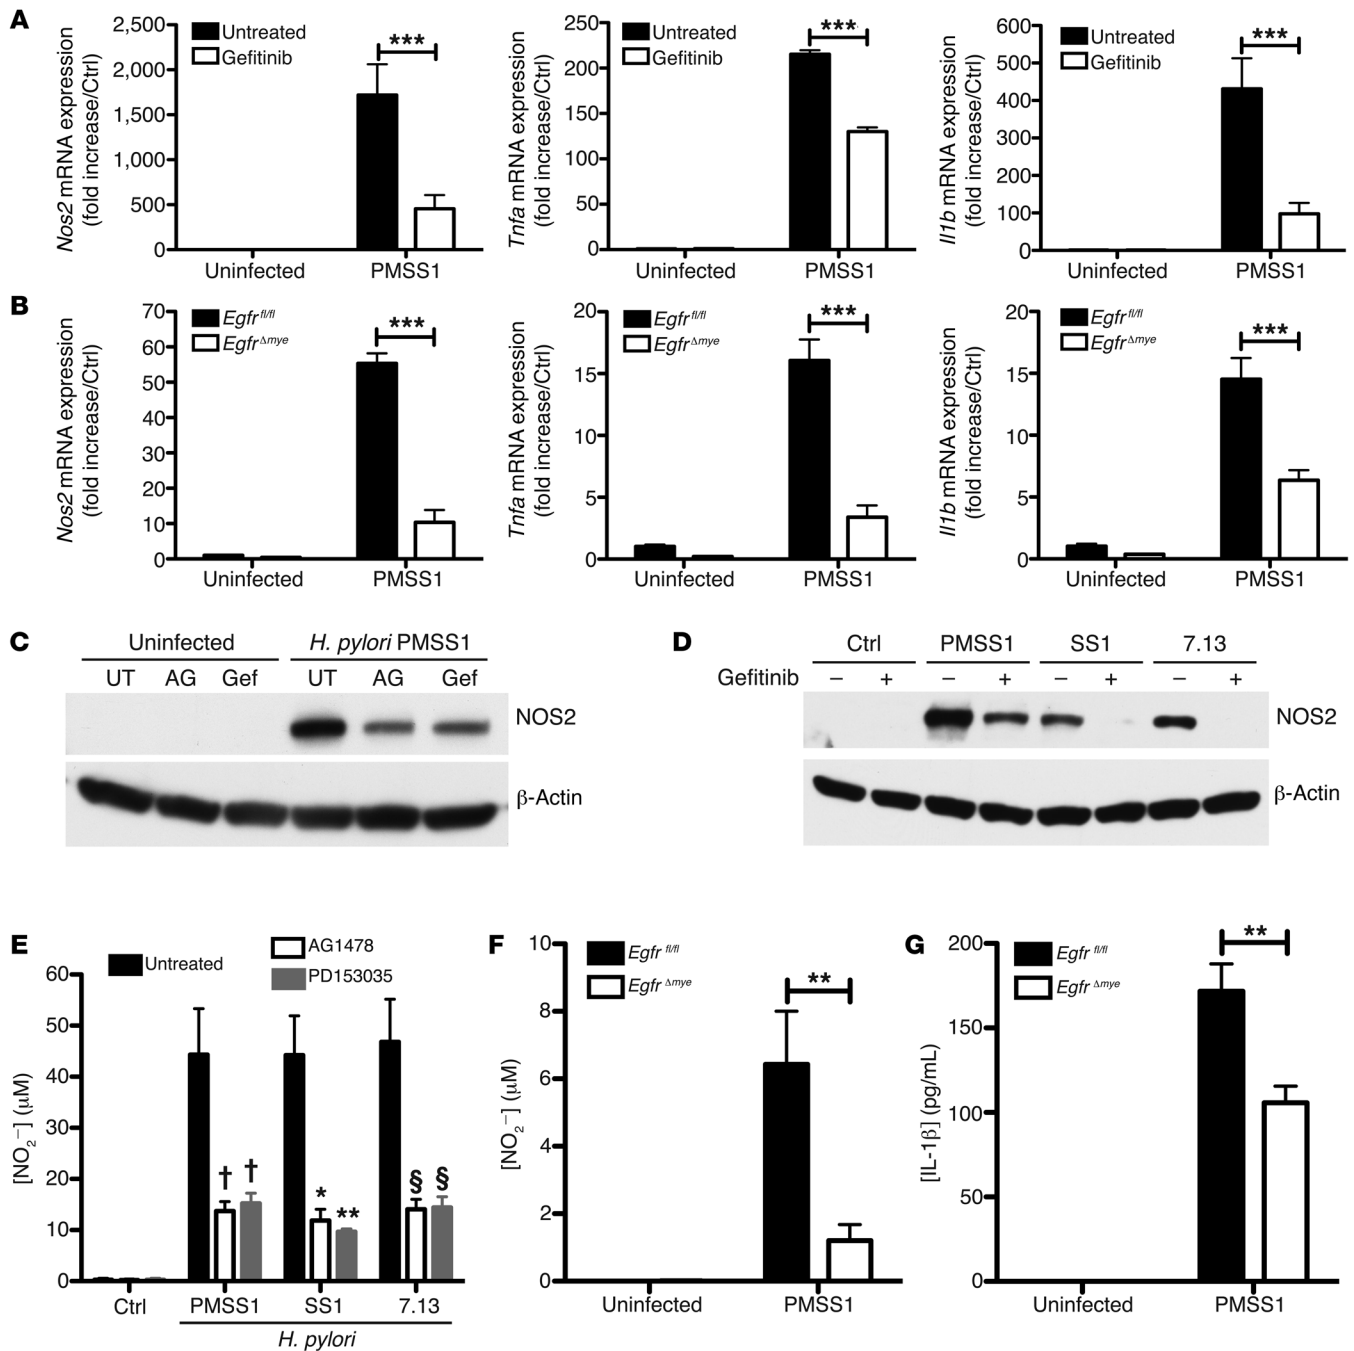 A
Nos2 mRNA expression
(fold increase/Ctrl)
2,500
2,000
1,500
1,000
500
0
Untreated
Gefitinib
***
Uninfected PMSS1
Tnfa mRNA expression
(fold increase/Ctrl)
250
200
150
100
50
0
Untreated
Gefitinib
***
Uninfected PMSS1
Il1b mRNA expression
(fold increase/Ctrl)
600
500
400
300
200
100
0
Untreated
Gefitinib
***
Uninfected PMSS1
B
Nos2 mRNA expression
(fold increase/Ctrl)
70
60
50
40
30
20
10
0
Egfr fl/fl
Egfr Δmye
***
Uninfected PMSS1
Tnfa mRNA expression
(fold increase/Ctrl)
20
15
10
5
0
Egfr fl/fl
Egfr Δmye
***
Uninfected PMSS1
Il1b mRNA expression
(fold increase/Ctrl)
20
15
10
5
0
Egfr fl/fl
Egfr Δmye
***
Uninfected PMSS1
C
Uninfected H. pylori PMSS1
UT AG Gef UT AG Gef
NOS2
β-Actin
D
Ctrl PMSS1 SS1 7.13
Gefitinib – + – + – + – +
NOS2
β-Actin
E
Untreated
AG1478
PD153035
[NO2−] (μM)
60
50
40
30
20
10
0
† † * ** § §
Ctrl PMSS1 SS1 7.13
H. pylori
F
[NO2−] (μM)
10
8
6
4
2
0
Egfr fl/fl
Egfr Δmye
**
Uninfected PMSS1
G
[IL-1β] (pg/mL)
200
150
100
50
0
Egfr fl/fl
Egfr Δmye
**
Uninfected PMSS1